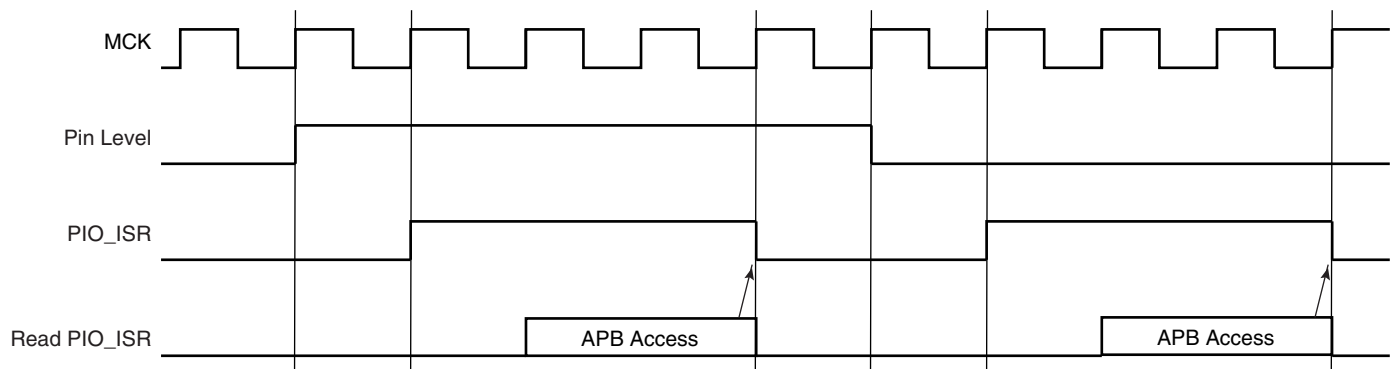 MCK
Pin Level
PIO_ISR
Read PIO_ISR
APB Access
APB Access